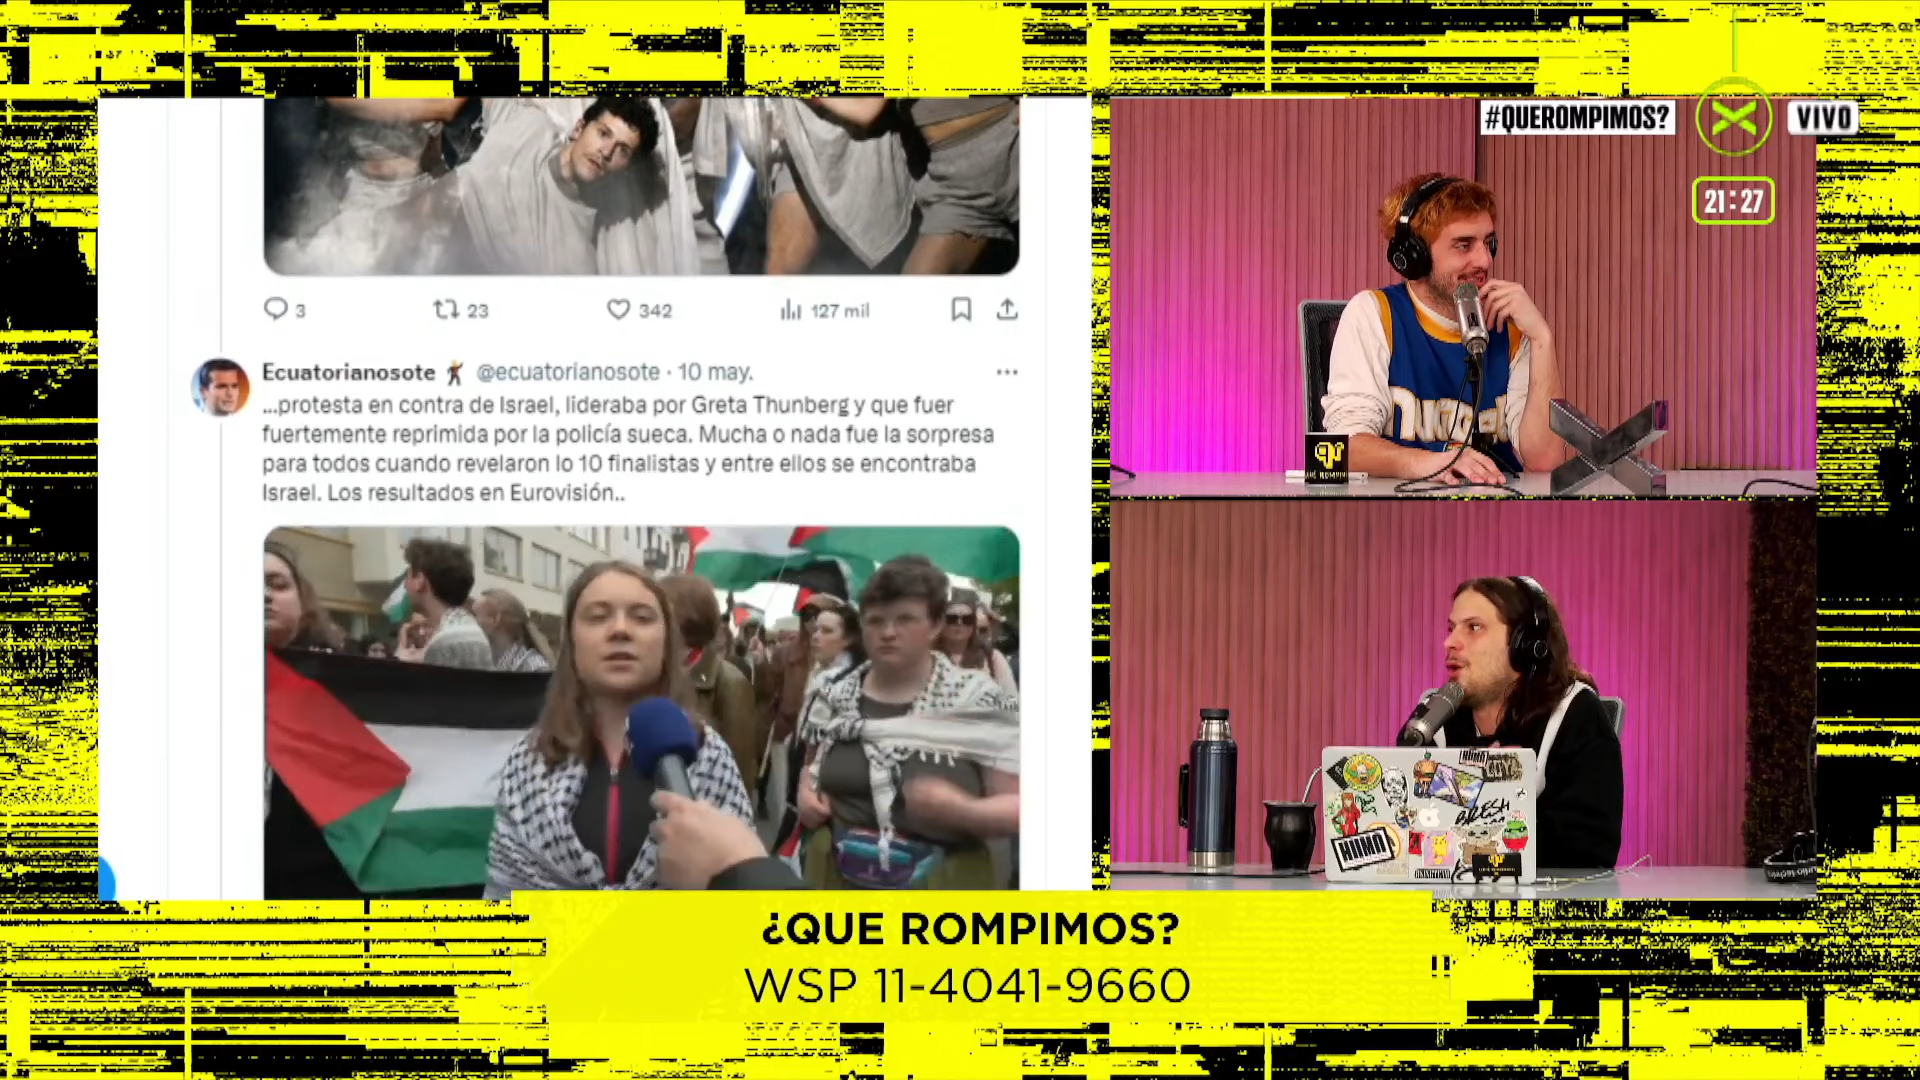 #QUEROMPIMOS?
VIVO
21:27
3
23
342
127 mil
Ecuatorianosote @ecuatorianosote · 10 may.
...protesta en contra de Israel, lideraba por Greta Thunberg y que fuer
fuertemente reprimida por la policía sueca. Mucha o nada fue la sorpresa
para todos cuando revelaron lo 10 finalistas y entre ellos se encontraba
Israel. Los resultados en Eurovisión..
qr
HOMO
BRESH
¿QUE ROMPIMOS?
WSP 11-4041-9660